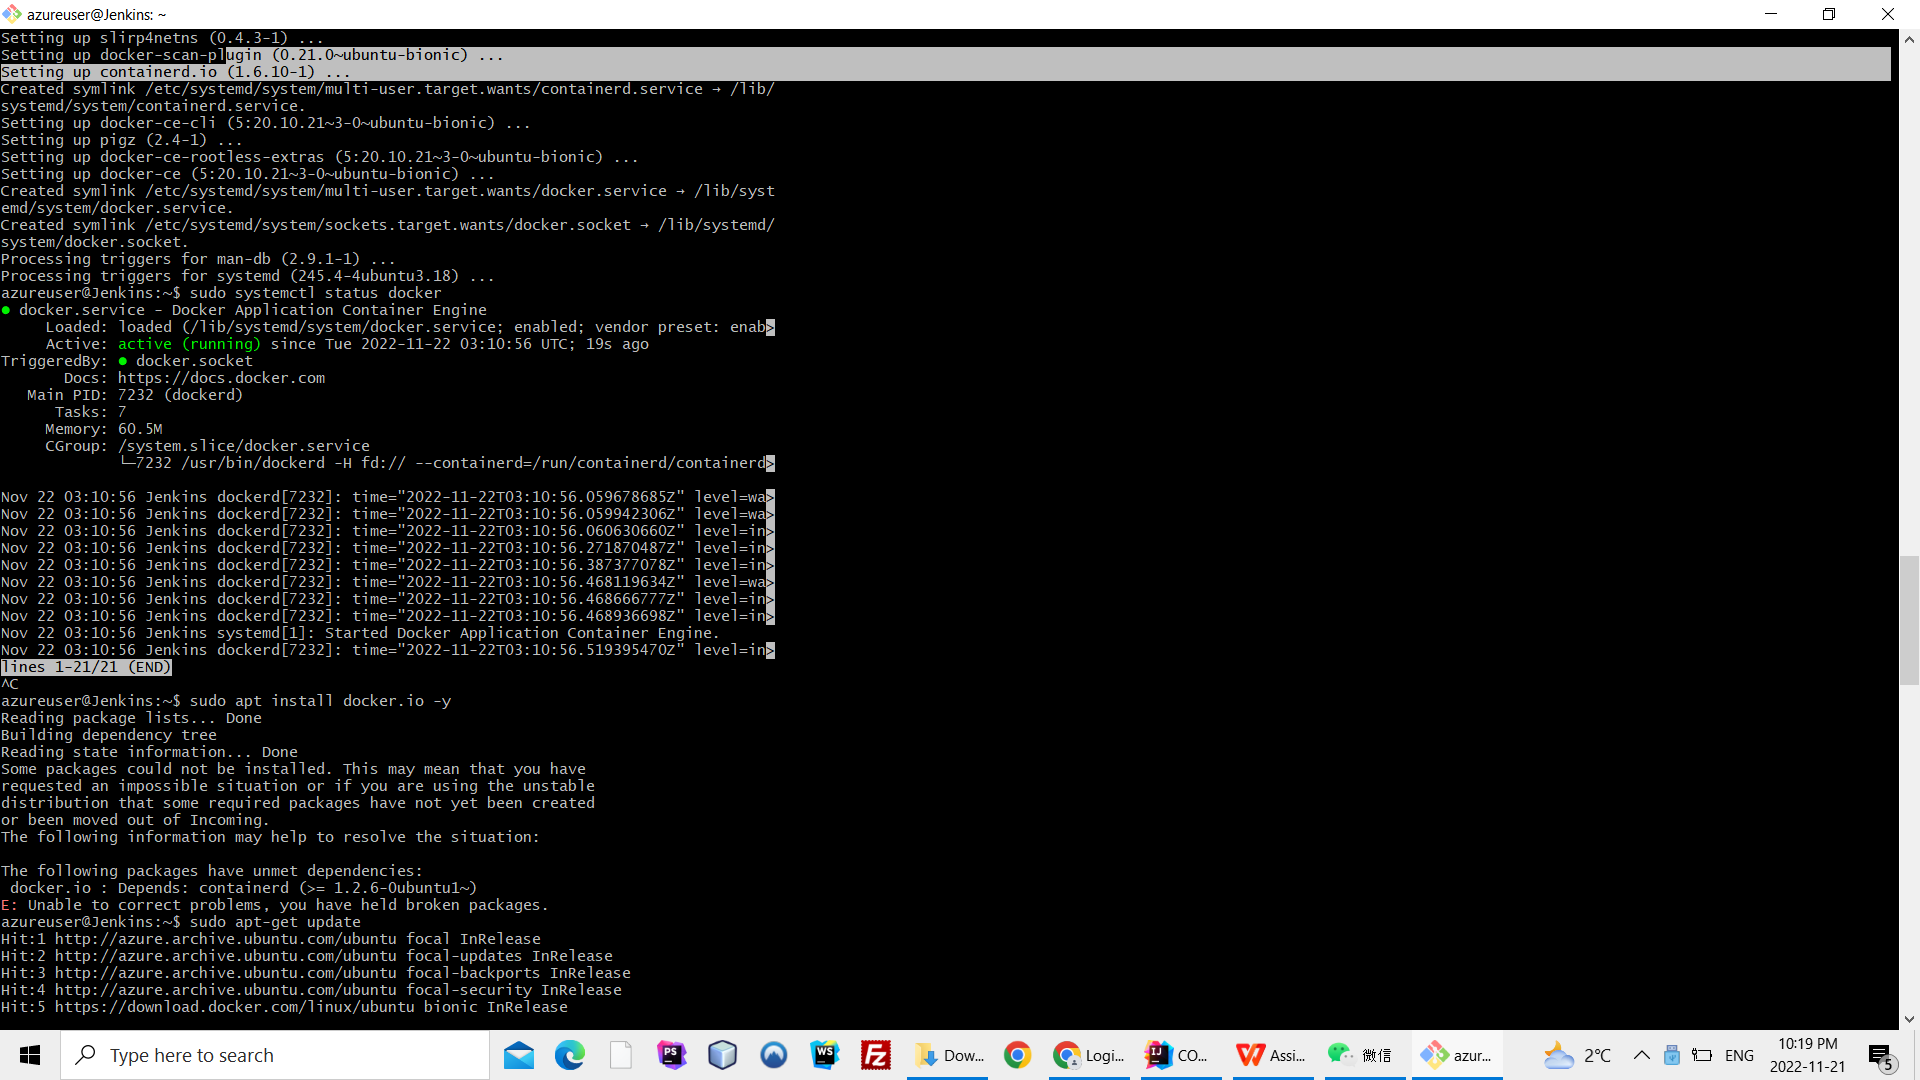 azureuser@Jenkins: ~
Setting up slirp4netns (0.4.3-1) ...
Setting up docker-scan-plugin (0.21.0~ubuntu-bionic) ...
Setting up containerd.io (1.6.10-1) ...
Created symlink /etc/systemd/system/multi-user.target.wants/containerd.service → /lib/
systemd/system/containerd.service.
Setting up docker-ce-cli (5:20.10.21~3-0~ubuntu-bionic) ...
Setting up pigz (2.4-1) ...
Setting up docker-ce-rootless-extras (5:20.10.21~3-0~ubuntu-bionic) ...
Setting up docker-ce (5:20.10.21~3-0~ubuntu-bionic) ...
Created symlink /etc/systemd/system/multi-user.target.wants/docker.service → /lib/syst
emd/system/docker.service.
Created symlink /etc/systemd/system/sockets.target.wants/docker.socket → /lib/systemd/
system/docker.socket.
Processing triggers for man-db (2.9.1-1) ...
Processing triggers for systemd (245.4-4ubuntu3.18) ...
azureuser@Jenkins:~$ sudo systemctl status docker
● docker.service - Docker Application Container Engine
     Loaded: loaded (/lib/systemd/system/docker.service; enabled; vendor preset: enab>
     Active: active (running) since Tue 2022-11-22 03:10:56 UTC; 19s ago
TriggeredBy: ● docker.socket
       Docs: https://docs.docker.com
   Main PID: 7232 (dockerd)
      Tasks: 7
     Memory: 60.5M
     CGroup: /system.slice/docker.service
             └─7232 /usr/bin/dockerd -H fd:// --containerd=/run/containerd/containerd>
Nov 22 03:10:56 Jenkins dockerd[7232]: time="2022-11-22T03:10:56.059678685Z" level=wa>
Nov 22 03:10:56 Jenkins dockerd[7232]: time="2022-11-22T03:10:56.059942306Z" level=wa>
Nov 22 03:10:56 Jenkins dockerd[7232]: time="2022-11-22T03:10:56.060630660Z" level=in>
Nov 22 03:10:56 Jenkins dockerd[7232]: time="2022-11-22T03:10:56.271870487Z" level=in>
Nov 22 03:10:56 Jenkins dockerd[7232]: time="2022-11-22T03:10:56.387377078Z" level=in>
Nov 22 03:10:56 Jenkins dockerd[7232]: time="2022-11-22T03:10:56.468119634Z" level=wa>
Nov 22 03:10:56 Jenkins dockerd[7232]: time="2022-11-22T03:10:56.468666777Z" level=in>
Nov 22 03:10:56 Jenkins dockerd[7232]: time="2022-11-22T03:10:56.468936698Z" level=in>
Nov 22 03:10:56 Jenkins systemd[1]: Started Docker Application Container Engine.
Nov 22 03:10:56 Jenkins dockerd[7232]: time="2022-11-22T03:10:56.519395470Z" level=in>
lines 1-21/21 (END)
^C
azureuser@Jenkins:~$ sudo apt install docker.io -y
Reading package lists... Done
Building dependency tree
Reading state information... Done
Some packages could not be installed. This may mean that you have
requested an impossible situation or if you are using the unstable
distribution that some required packages have not yet been created
or been moved out of Incoming.
The following information may help to resolve the situation:
The following packages have unmet dependencies:
 docker.io : Depends: containerd (>= 1.2.6-0ubuntu1~)
E: Unable to correct problems, you have held broken packages.
azureuser@Jenkins:~$ sudo apt-get update
Hit:1 http://azure.archive.ubuntu.com/ubuntu focal InRelease
Hit:2 http://azure.archive.ubuntu.com/ubuntu focal-updates InRelease
Hit:3 http://azure.archive.ubuntu.com/ubuntu focal-backports InRelease
Hit:4 http://azure.archive.ubuntu.com/ubuntu focal-security InRelease
Hit:5 https://download.docker.com/linux/ubuntu bionic InRelease
Type here to search
PS
WS
FZ
Dow...
Logi...
IJ
CO...
Assi...
微信
azur...
2°C
ENG
10:19 PM
2022-11-21
5